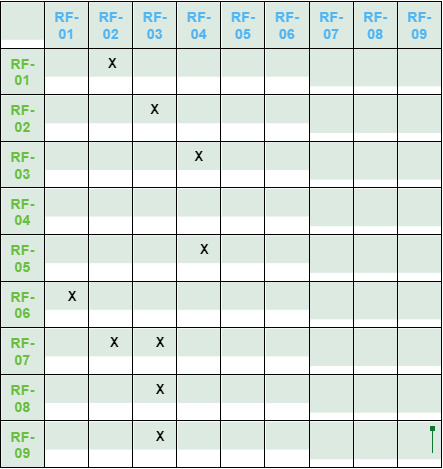 RF-01 RF-02 RF-03 RF-04 RF-05 RF-06 RF-07 RF-08 RF-09
RF-01 X
RF-02 X
RF-03 X
RF-04
RF-05 X
RF-06 X
RF-07 X X
RF-08 X
RF-09 X